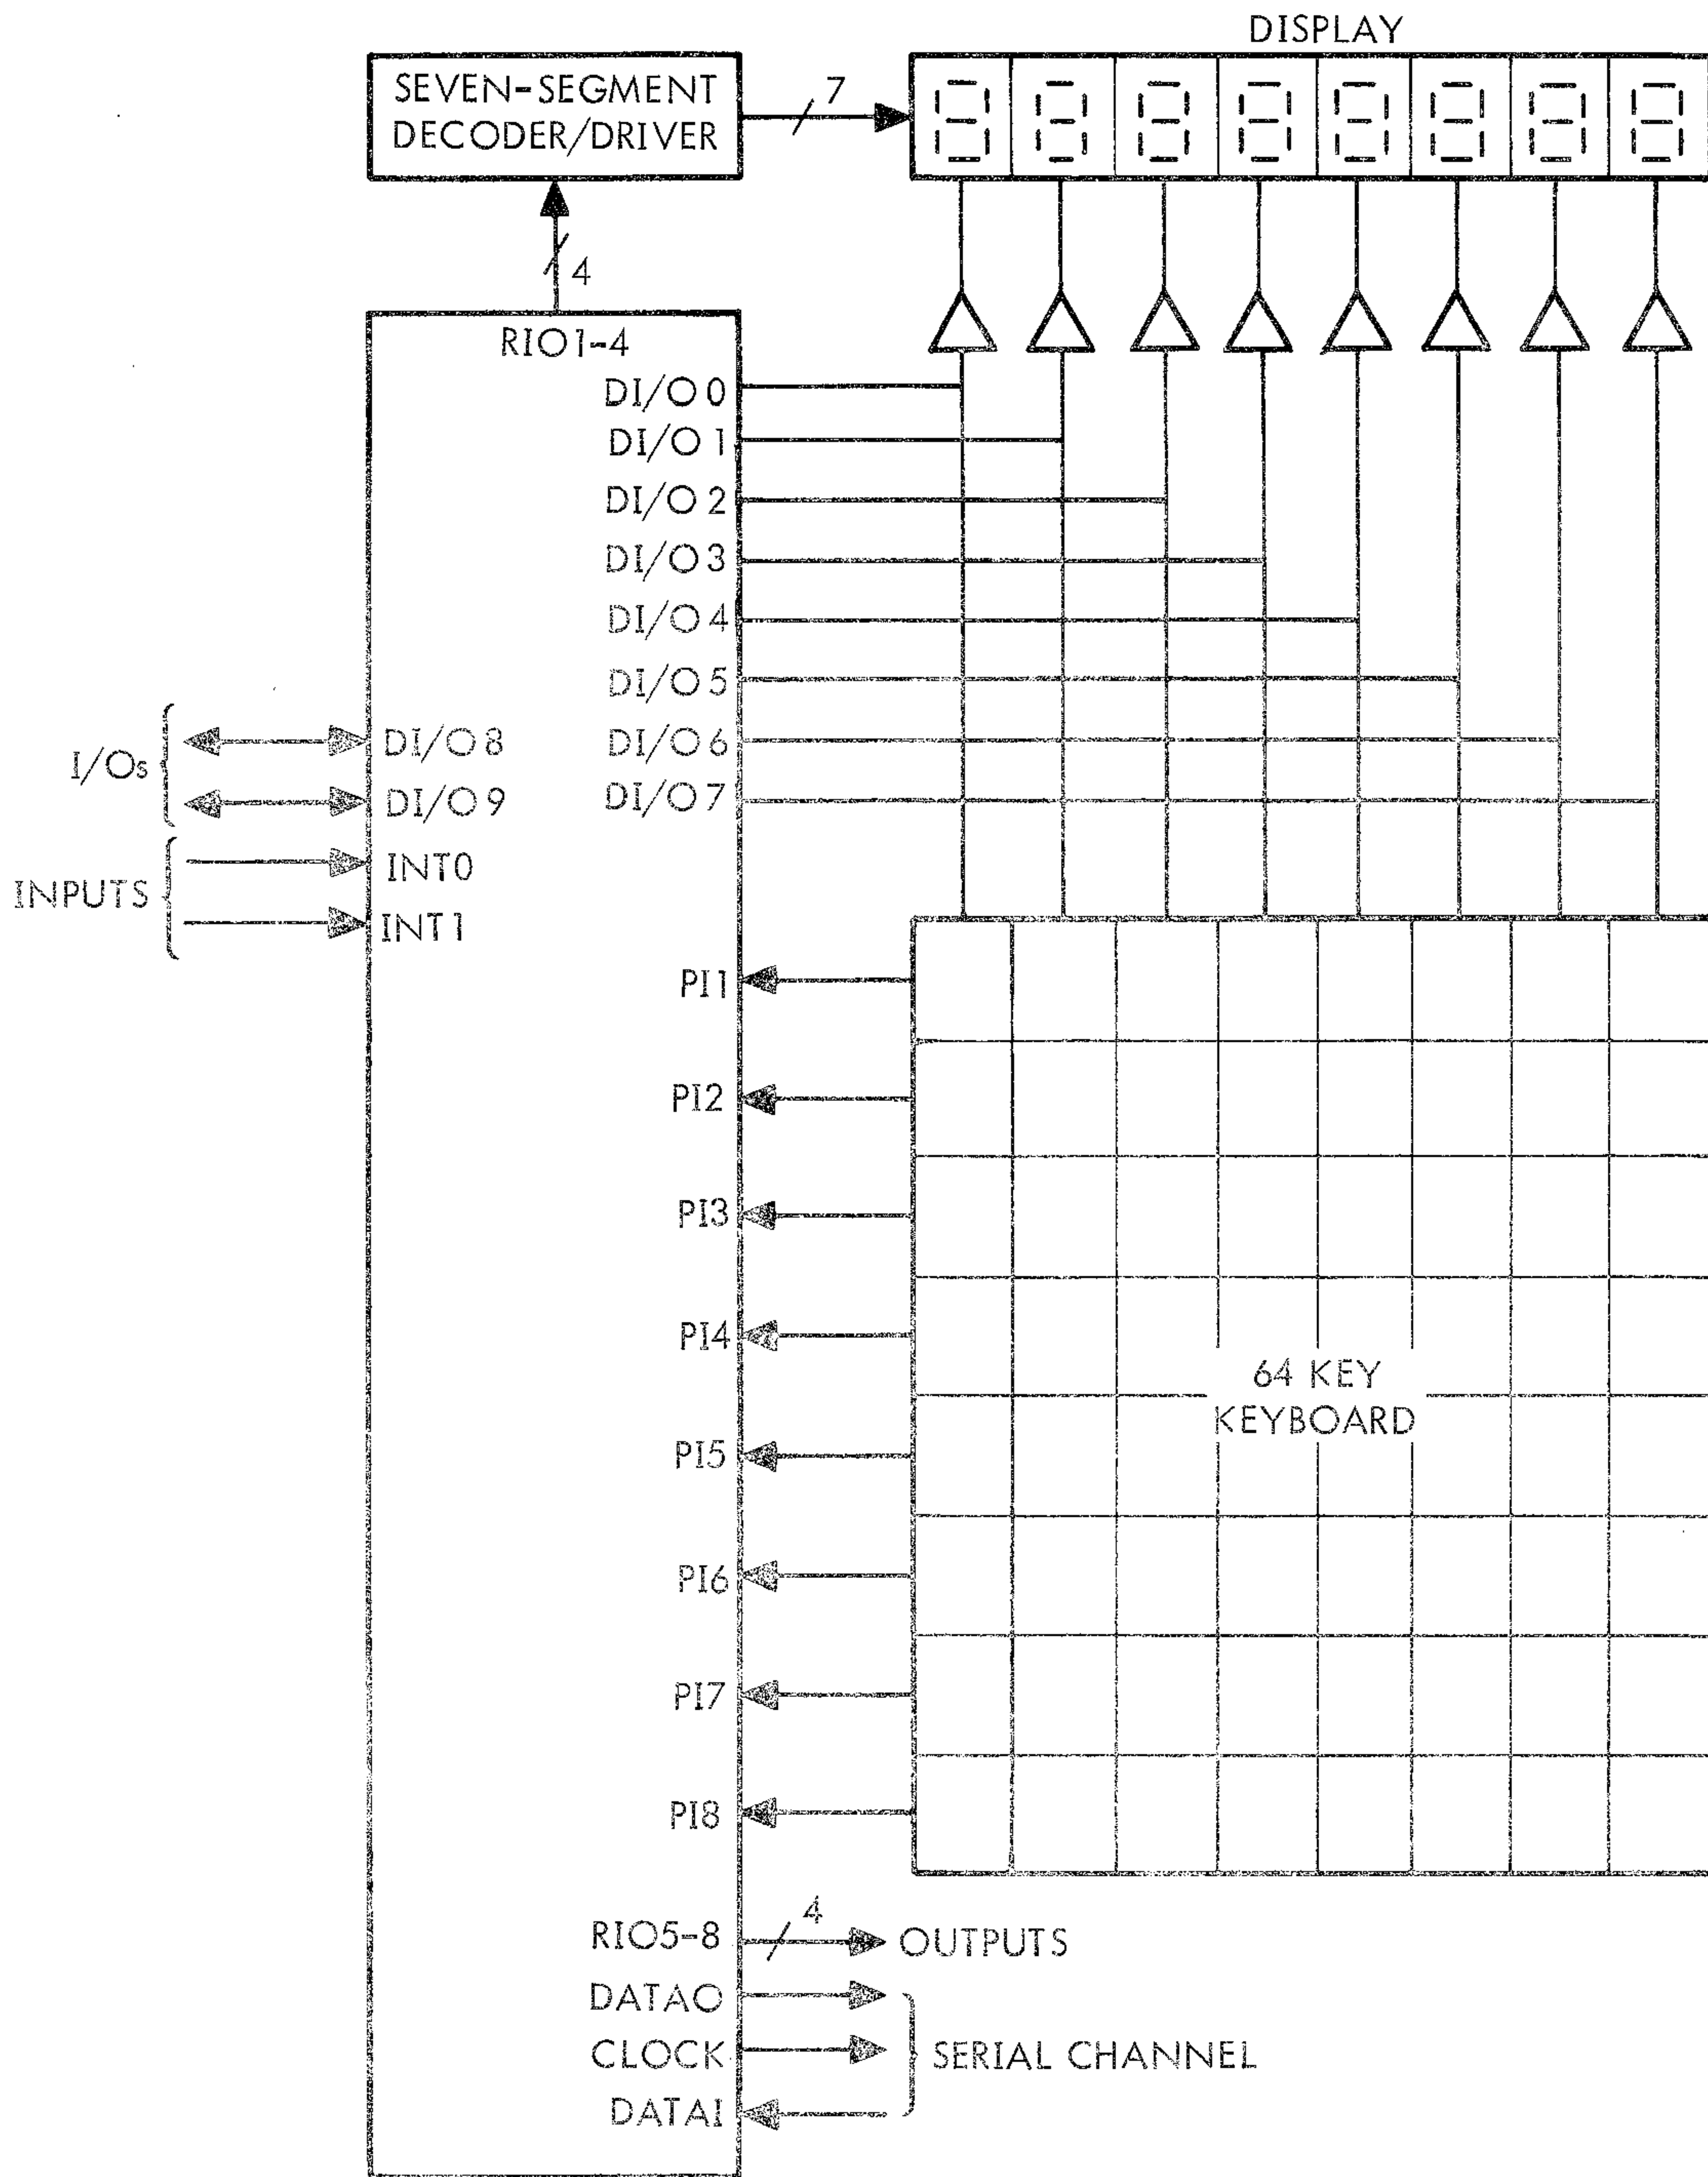 DISPLAY
SEVEN-SEGMENT
DECODER/DRIVER
7
4
RIO1-4
DI/O 0
DI/O 1
DI/O 2
DI/O 3
DI/O 4
DI/O 5
DI/O 6
DI/O 7
I/Os
DI/O 8
DI/O 9
INPUTS
INT0
INT1
PI1
PI2
PI3
PI4
PI5
PI6
PI7
PI8
64 KEY
KEYBOARD
RIO5-8
4
OUTPUTS
DATAO
CLOCK
DATAI
SERIAL CHANNEL